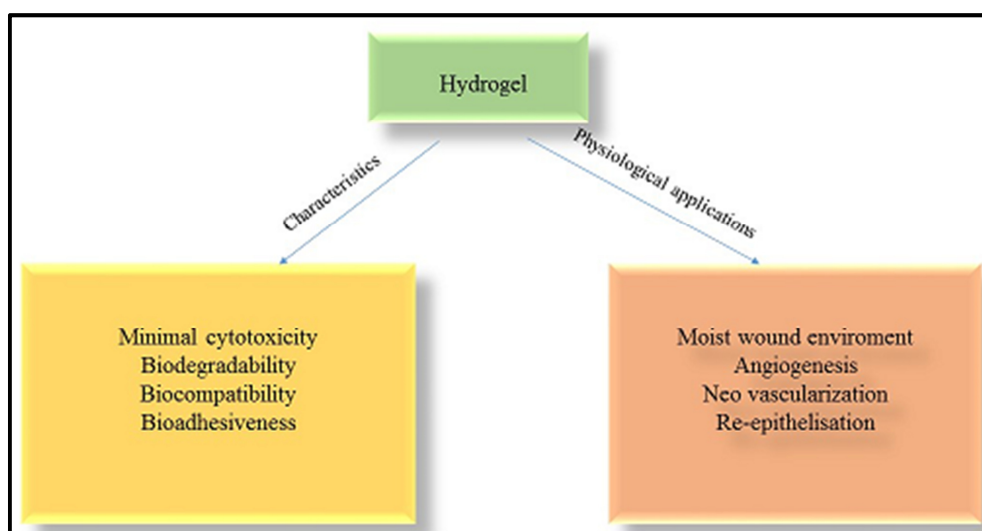 Hydrogel
Characteristics
Physiological applications
Minimal cytotoxicity
Biodegradability
Biocompatibility
Bioadhesiveness
Moist wound enviroment
Angiogenesis
Neo vascularization
Re-epithelisation